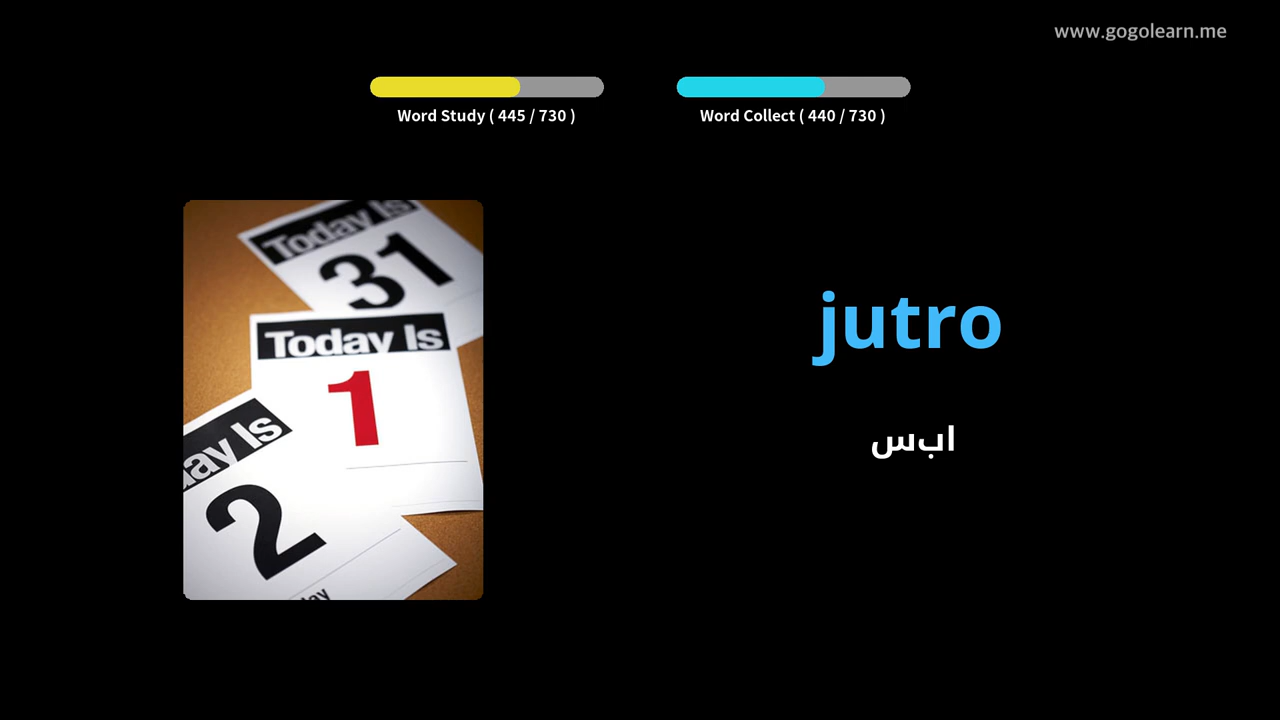 www.gogolearn.me
Word Study ( 445 / 730 )
Word Collect ( 440 / 730 )
Today Is
31
Today Is
1
ay Is
2
ay
jutro
ابس